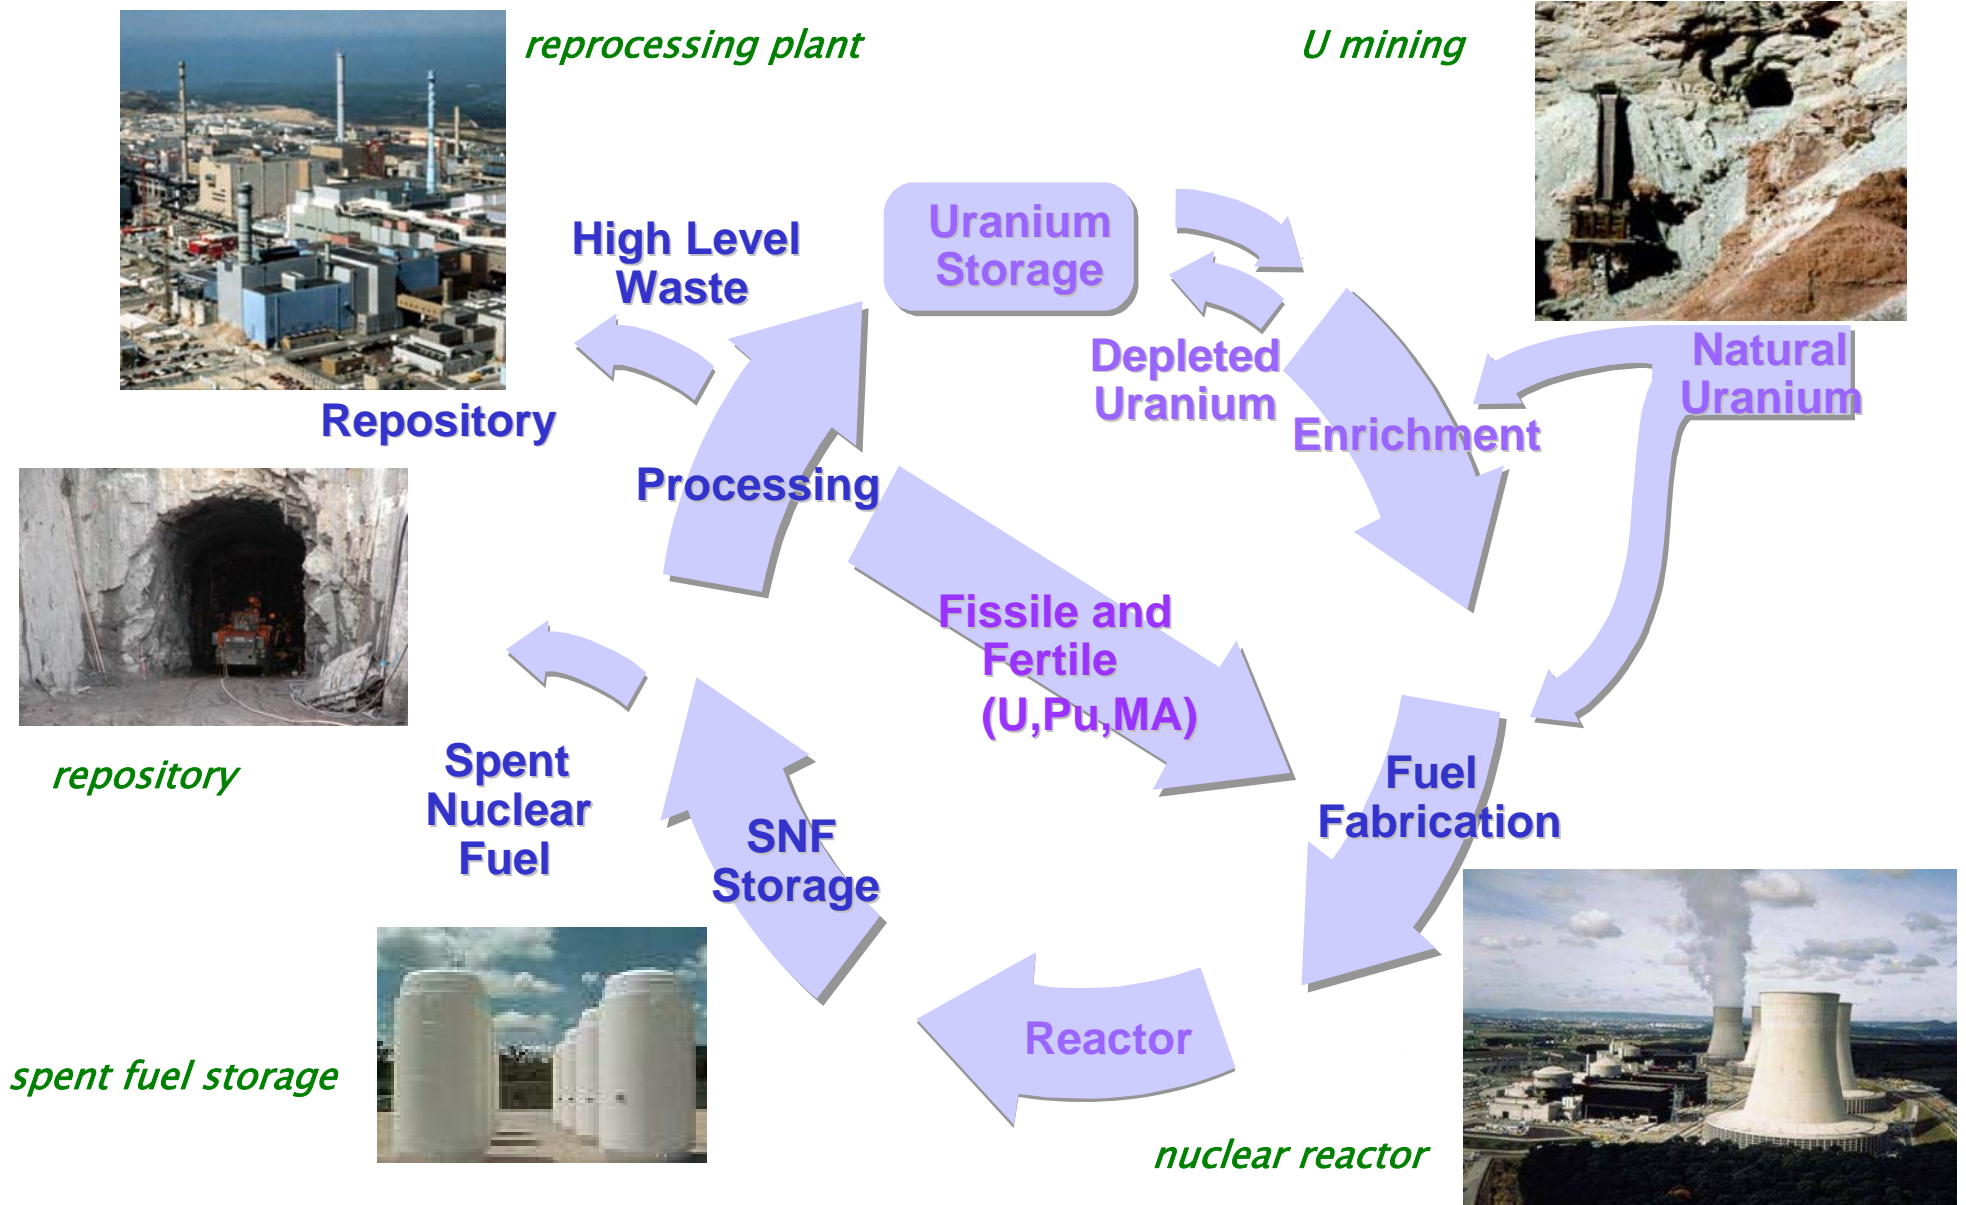 reprocessing plant
U mining
High Level
Waste
Uranium
Storage
Depleted
Uranium
Natural
Uranium
Enrichment
Repository
Processing
Fissile and
Fertile
(U,Pu,MA)
repository
Spent
Nuclear
Fuel
SNF
Storage
Fuel
Fabrication
Reactor
spent fuel storage
nuclear reactor